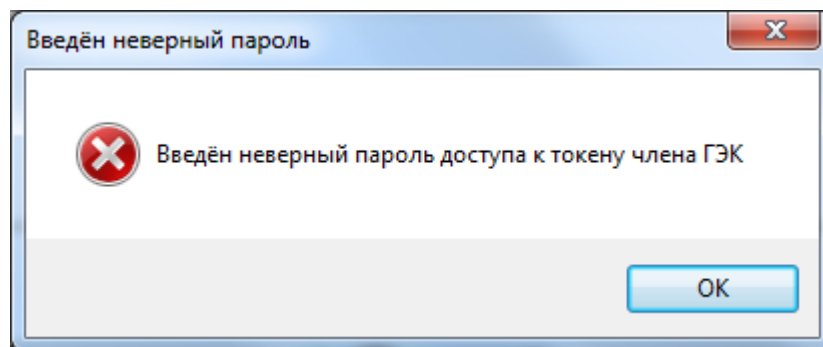 Введён неверный пароль
Введён неверный пароль доступа к токену члена ГЭК
OK